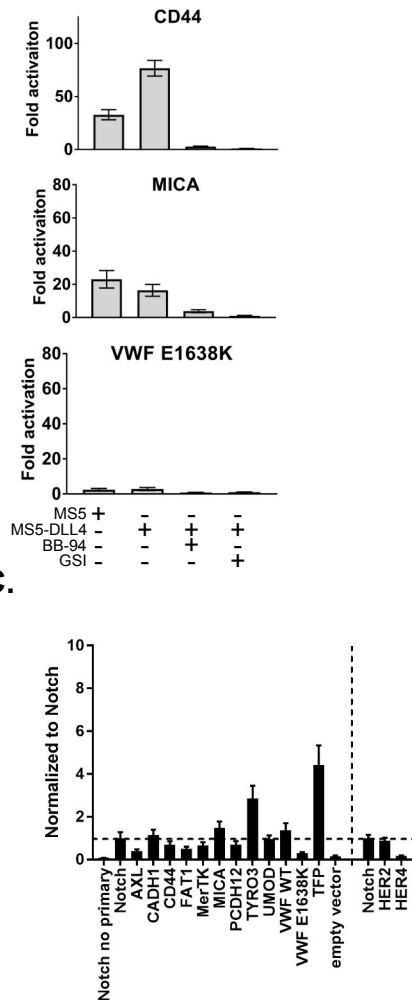 CD44
Fold activaiton
100
50
0
MICA
Fold activaiton
80
60
40
20
0
VWF E1638K
Fold activation
80
60
40
20
0
MS5 + - - -
MS5-DLL4 - + + +
BB-94 - - + -
GSI - - - +
C.
Normalized to Notch
10
8
6
4
2
0
Notch no primary
Notch
AXL
CADH1
CD44
FAT1
MerTK
MICA
PCDH12
TYRO3
UMOD
VWF WT
VWF E1638K
TFP
empty vector
Notch
HER2
HER4